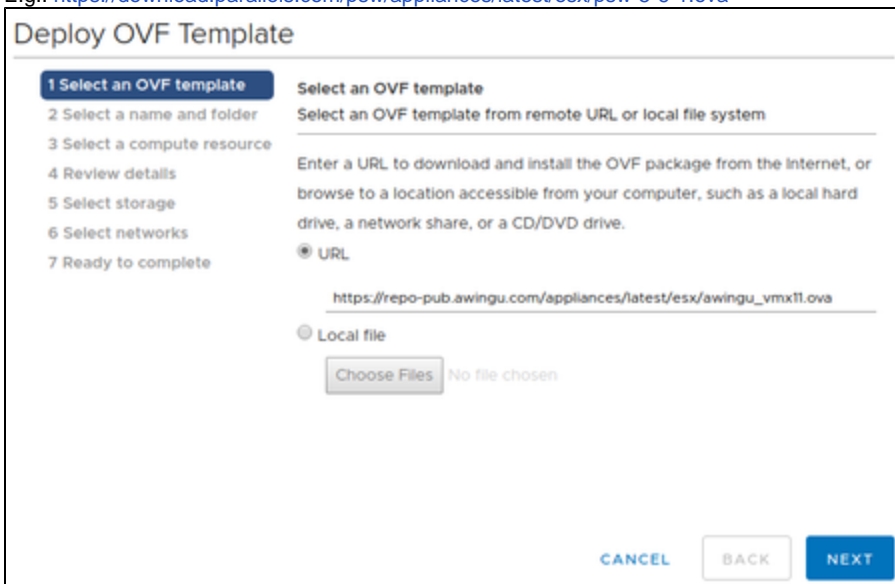 Deploy OVF Template
1 Select an OVF template
2 Select a name and folder
3 Select a compute resource
4 Review details
5 Select storage
6 Select networks
7 Ready to complete
Select an OVF template
Select an OVF template from remote URL or local file system
Enter a URL to download and install the OVF package from the Internet, or
browse to a location accessible from your computer, such as a local hard
drive, a network share, or a CD/DVD drive.
URL
https://repo-pub.awingu.com/appliances/latest/esx/awingu_vmx11.ova
Local file
Choose Files No file chosen
CANCEL BACK NEXT